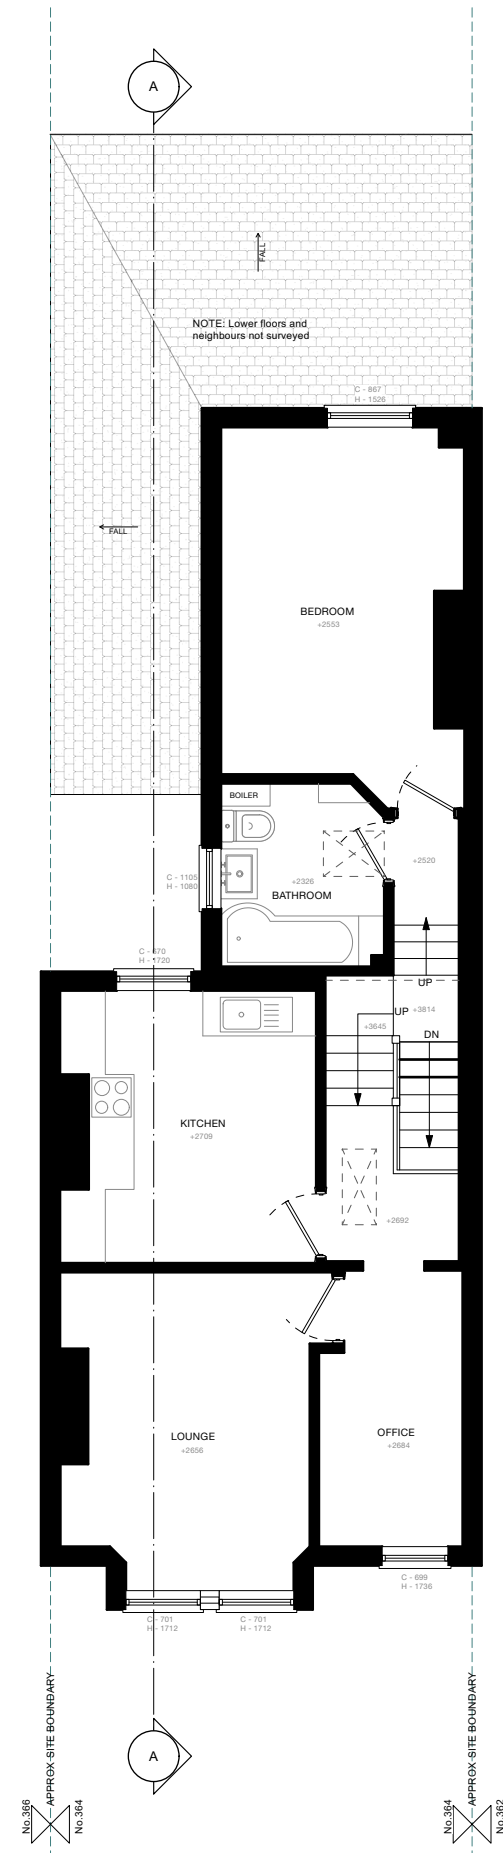 A
FALL
NOTE: Lower floors and
neighbours not surveyed
C - 867
H - 1526
FALL
BEDROOM
+2553
BOILER
+2520
C - 1105
H - 1080
+2326
BATHROOM
C - 670
H - 1720
UP
UP
+3814
+3645
DN
KITCHEN
+2709
+2692
LOUNGE
+2656
OFFICE
+2684
C - 699
H - 1736
C - 701
H - 1712
C - 701
H - 1712
APPROX SITE BOUNDARY
APPROX SITE BOUNDARY
A
No.366
No.364
No.364
No.362